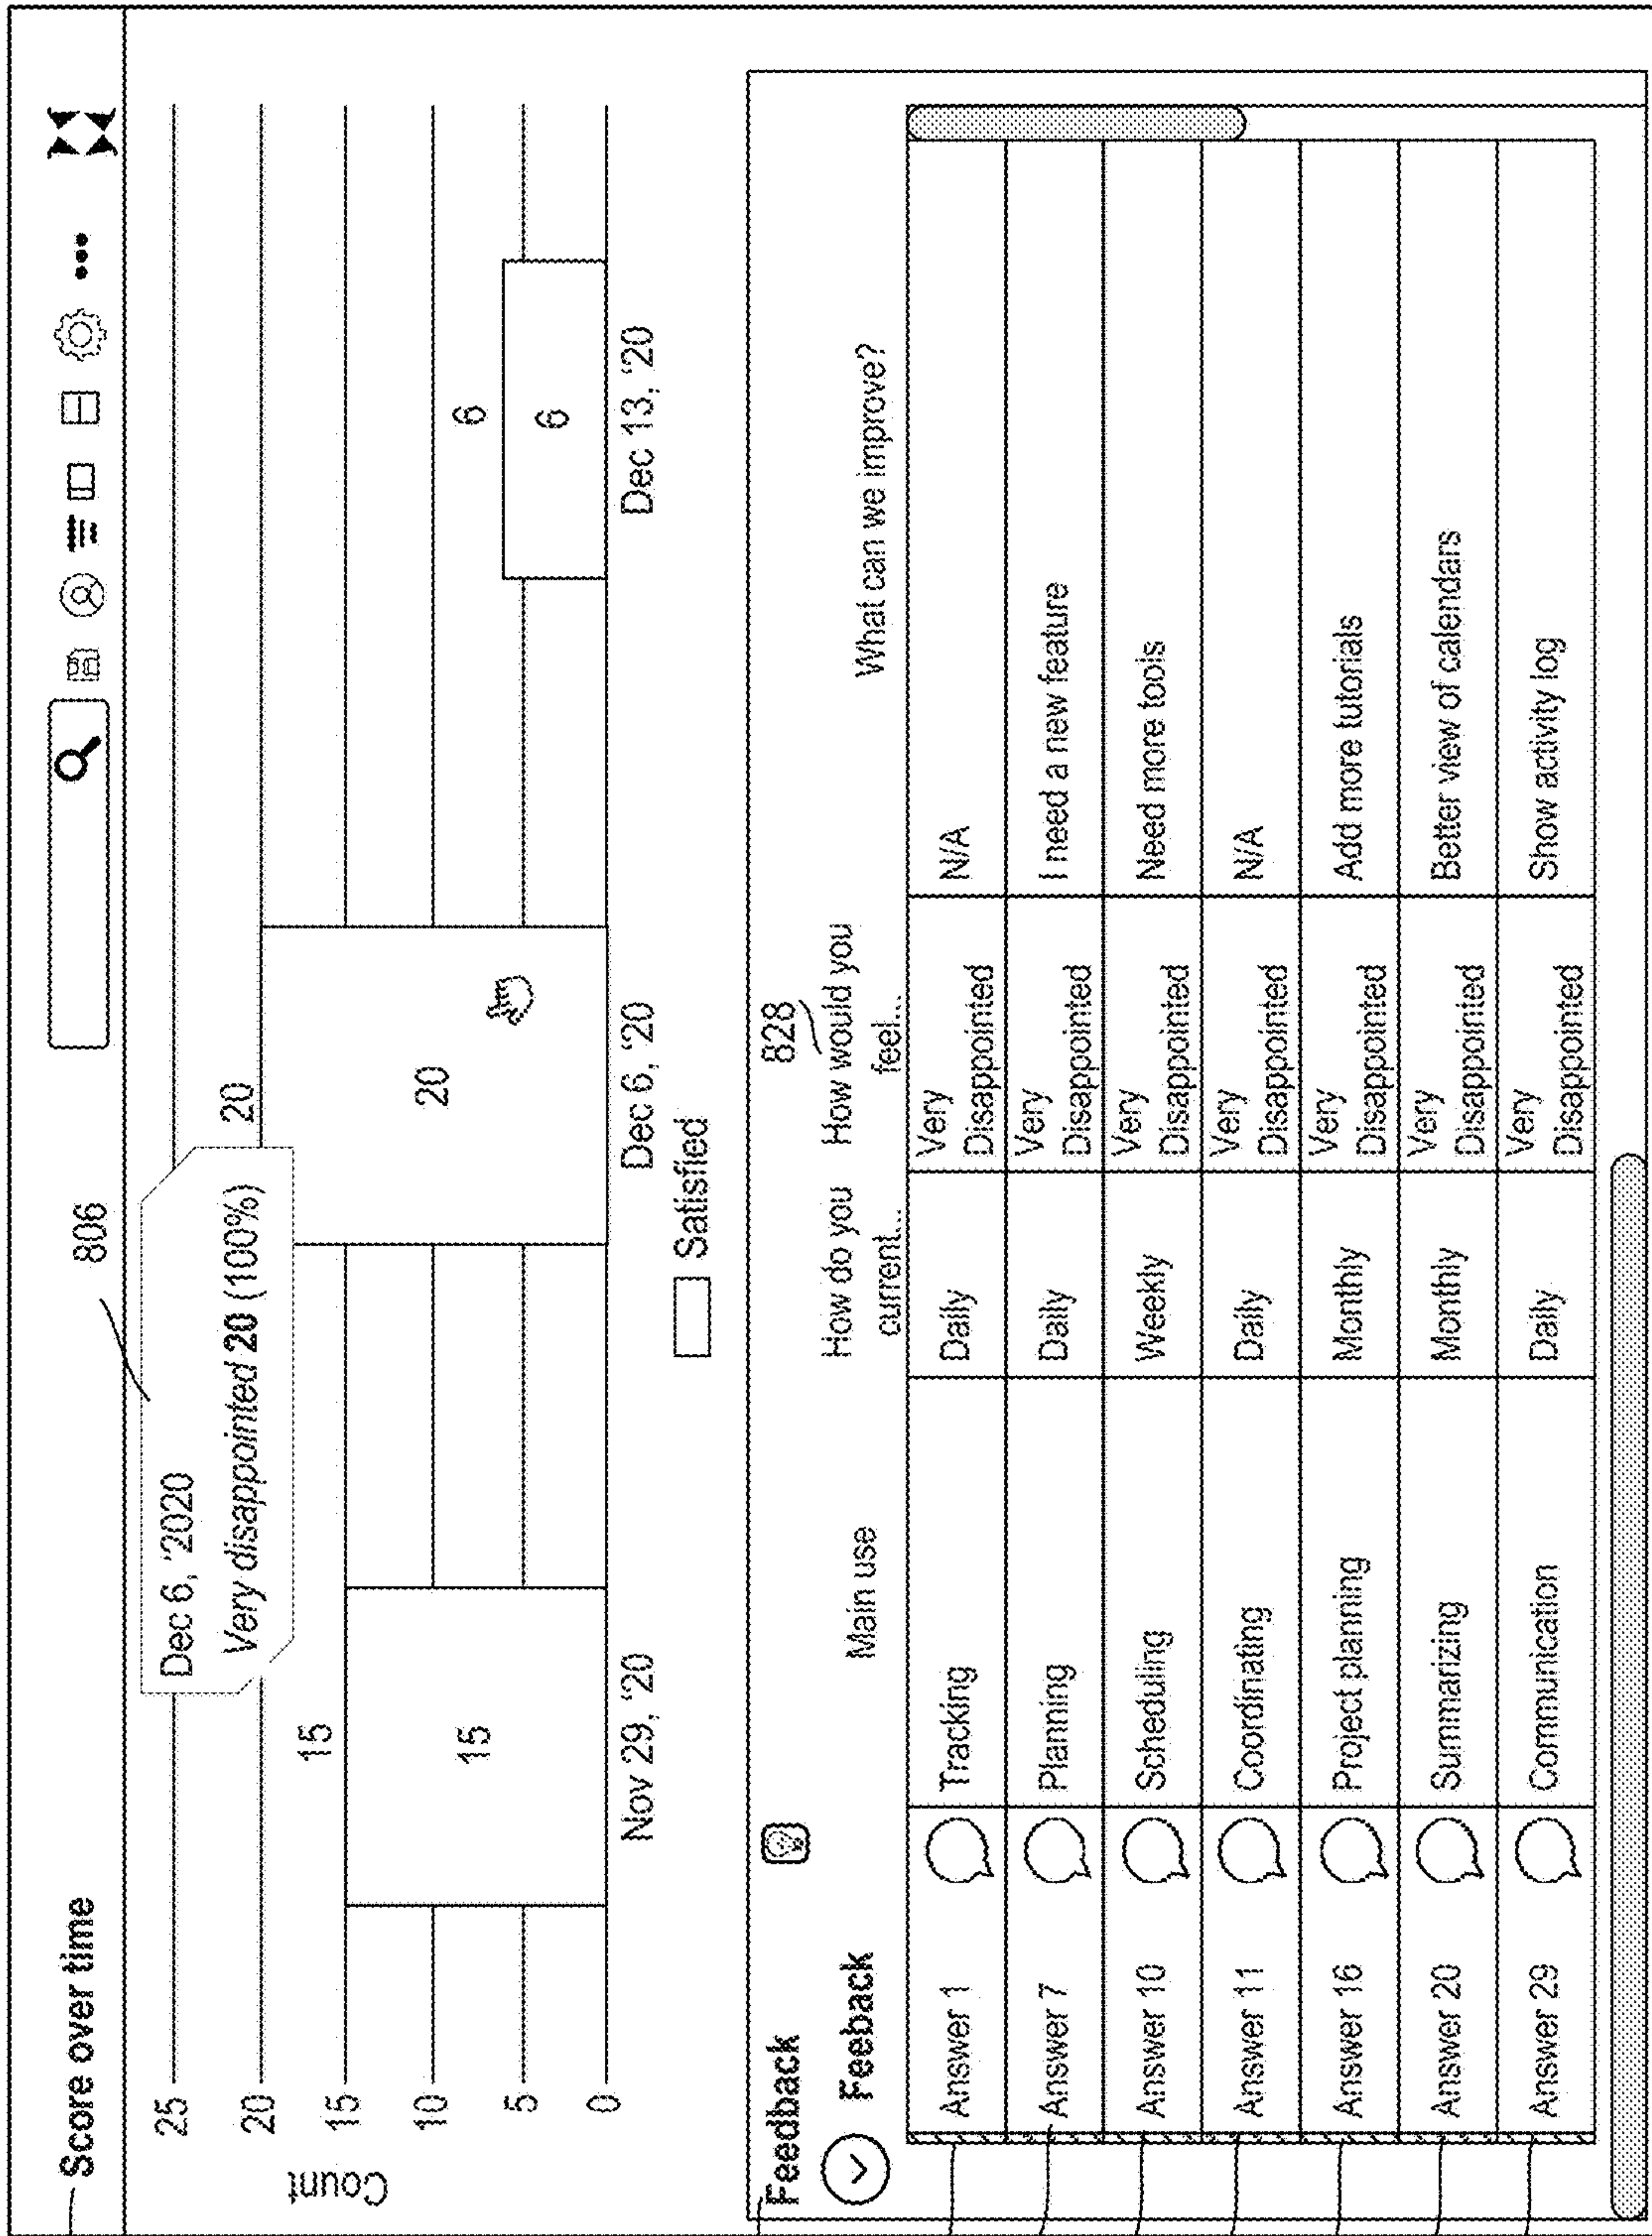 Score over time
806
Dec 6, '2020
Very disappointed 20 (100%)
Count
25
20
15
10
5
0
15
15
20
20
6
6
Nov 29, '20
Dec 6, '20
Dec 13, '20
Satisfied
Feedback
828
Feeback
Main use
How do you current...
How would you feel...
What can we improve?
Answer 1 Tracking Daily Very Disappointed N/A
Answer 7 Planning Daily Very Disappointed I need a new feature
Answer 10 Scheduling Weekly Very Disappointed Need more tools
Answer 11 Coordinating Daily Very Disappointed N/A
Answer 16 Project planning Monthly Very Disappointed Add more tutorials
Answer 20 Summarizing Monthly Very Disappointed Better view of calendars
Answer 29 Communication Daily Very Disappointed Show activity log